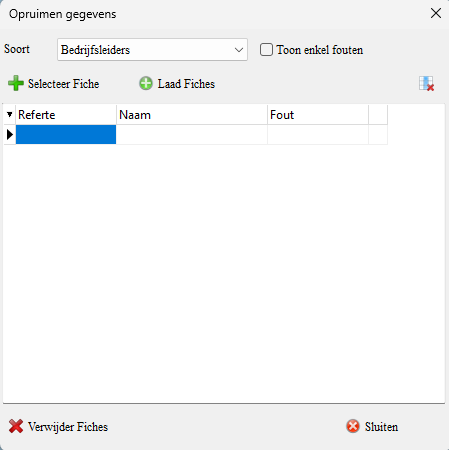 Opruimen gegevens
Soort Bedrijfsleiders Toon enkel fouten
Selecteer Fiche Laad Fiches
Referte Naam Fout
Verwijder Fiches Sluiten